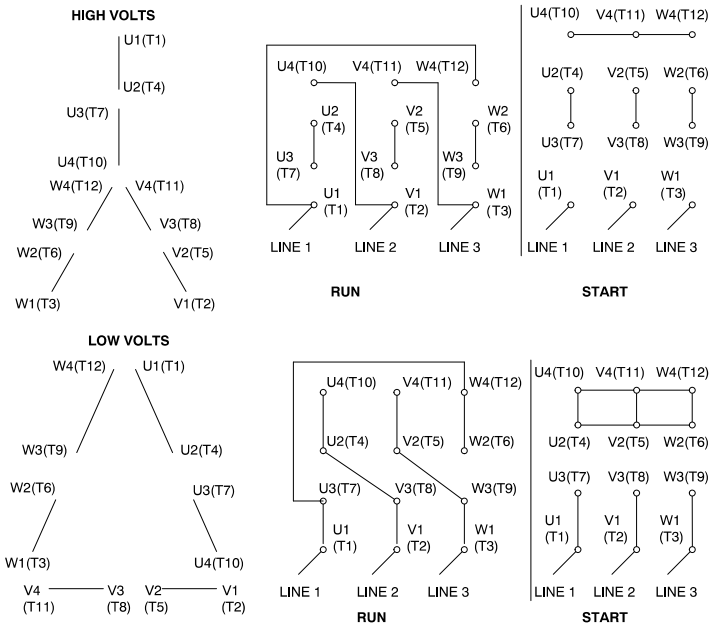 HIGH VOLTS
U1(T1)
U2(T4)
U3(T7)
U4(T10)
W4(T12) V4(T11)
W3(T9) V3(T8)
W2(T6) V2(T5)
W1(T3) V1(T2)
U4(T10) V4(T11) W4(T12)
U2 (T4) V2 (T5) W2 (T6)
U3 (T7) V3 (T8) W3 (T9)
U1 (T1) V1 (T2) W1 (T3)
LINE 1 LINE 2 LINE 3
RUN
U4(T10) V4(T11) W4(T12)
U2(T4) V2(T5) W2(T6)
U3(T7) V3(T8) W3(T9)
U1 (T1) V1 (T2) W1 (T3)
LINE 1 LINE 2 LINE 3
START
LOW VOLTS
W4(T12) U1(T1)
W3(T9) U2(T4)
W2(T6) U3(T7)
W1(T3) U4(T10)
V4 (T11) V3 (T8) V2 (T5) V1 (T2)
U4(T10) V4(T11) W4(T12)
U2(T4) V2(T5) W2(T6)
U3(T7) V3(T8) W3(T9)
U1 (T1) V1 (T2) W1 (T3)
LINE 1 LINE 2 LINE 3
RUN
U4(T10) V4(T11) W4(T12)
U2(T4) V2(T5) W2(T6)
U3(T7) V3(T8) W3(T9)
U1 (T1) V1 (T2) W1 (T3)
LINE 1 LINE 2 LINE 3
START